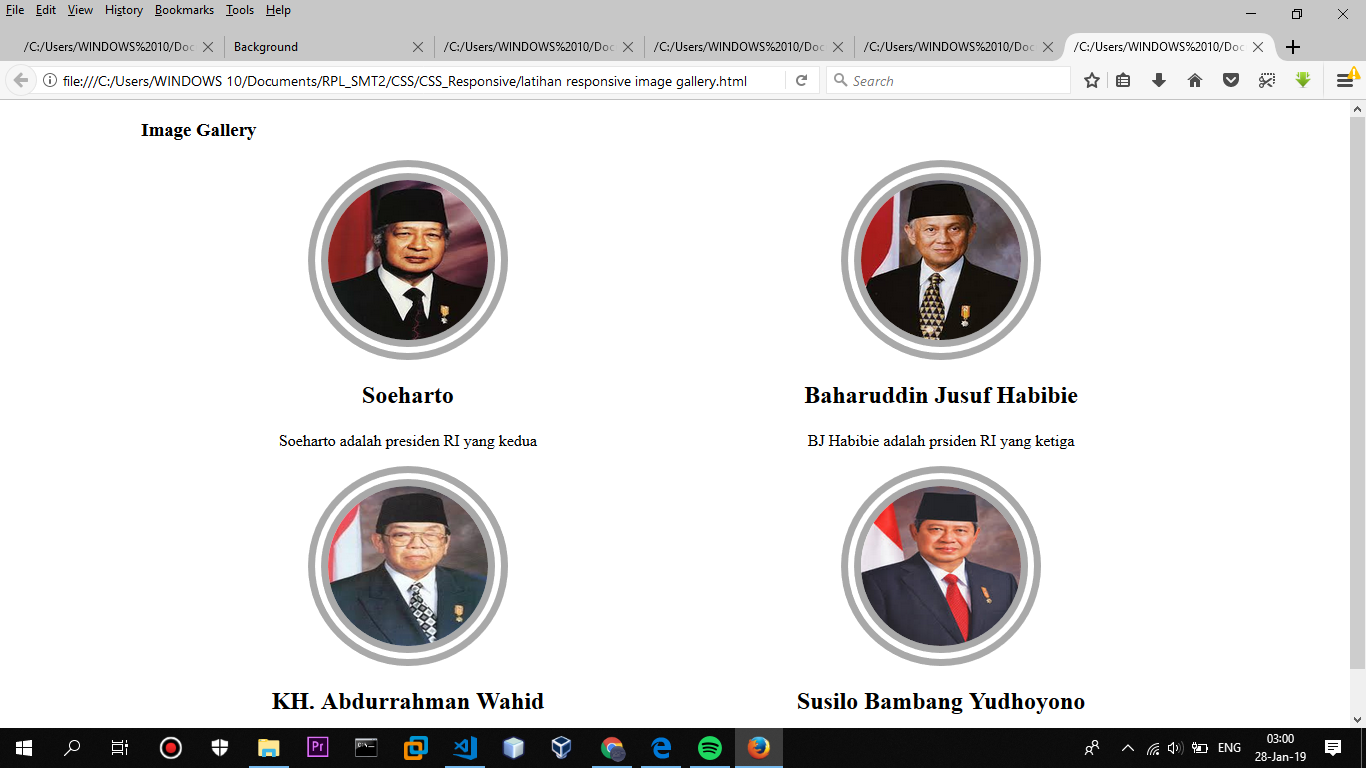 File Edit View History Bookmarks Tools Help
/C:/Users/WINDOWS%2010/Doc
Background
/C:/Users/WINDOWS%2010/Doc
/C:/Users/WINDOWS%2010/Doc
/C:/Users/WINDOWS%2010/Doc
/C:/Users/WINDOWS%2010/Doc
file:///C:/Users/WINDOWS 10/Documents/RPL_SMT2/CSS/CSS_Responsive/latihan responsive image gallery.html
Search
Image Gallery
Soeharto
Baharuddin Jusuf Habibie
Soeharto adalah presiden RI yang kedua
BJ Habibie adalah prsiden RI yang ketiga
KH. Abdurrahman Wahid
Susilo Bambang Yudhoyono
Pr
ENG
03:00
28-Jan-19